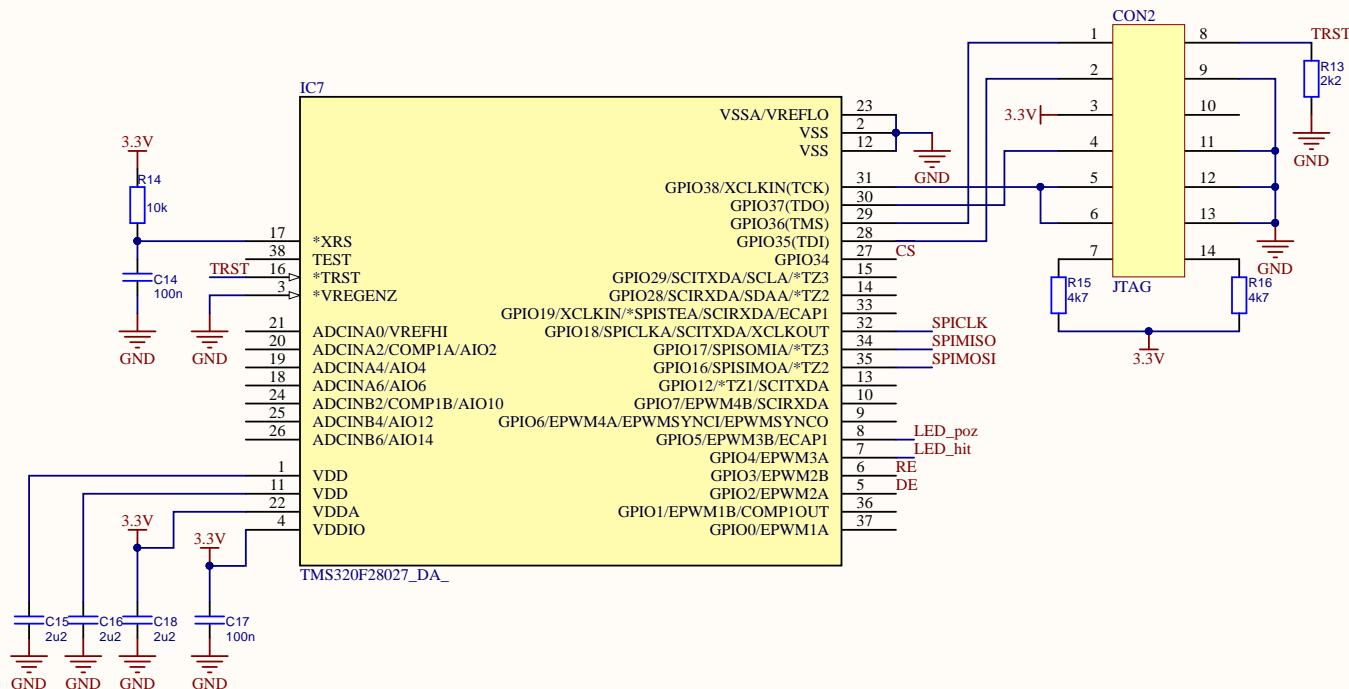 CON2
1 8 TRST
2 9
R13
2k2
3.3V 3 10
4 11
GND
5 12
6 13
GND
7 14
R15
4k7
R16
4k7
JTAG
3.3V
IC7
VSSA/VREFLO 23
VSS 2
VSS 12
GND
GPIO38/XCLKIN(TCK) 31
GPIO37(TDO) 30
GPIO36(TMS) 29
GPIO35(TDI) 28
GPIO34 27 CS
GPIO29/SCITXDA/SCLA/*TZ3 15
GPIO28/SCIRXDA/SDAA/*TZ2 14
GPIO19/XCLKIN/*SPISTEA/SCIRXDA/ECAP1 33
GPIO18/SPICLKA/SCITXDA/XCLKOUT 32 SPICLK
GPIO17/SPISOMIA/*TZ3 34 SPIMISO
GPIO16/SPISIMOA/*TZ2 35 SPIMOSI
GPIO12/*TZ1/SCITXDA 13
GPIO7/EPWM4B/SCIRXDA 10
GPIO6/EPWM4A/EPWMSYNCI/EPWMSYNCO 9
GPIO5/EPWM3B/ECAP1 8 LED_poz
GPIO4/EPWM3A 7 LED_hit
GPIO3/EPWM2B 6 RE
GPIO2/EPWM2A 5 DE
GPIO1/EPWM1B/COMP1OUT 36
GPIO0/EPWM1A 37
3.3V
R14
10k
17 *XRS
38 TEST
TRST 16 *TRST
3 *VREGENZ
C14
100n
GND
GND
21 ADCINA0/VREFHI
20 ADCINA2/COMP1A/AIO2
19 ADCINA4/AIO4
18 ADCINA6/AIO6
24 ADCINB2/COMP1B/AIO10
25 ADCINB4/AIO12
26 ADCINB6/AIO14
1 VDD
11 VDD
22 VDDA
4 VDDIO
3.3V
3.3V
TMS320F28027_DA_
C15
2u2
C16
2u2
C18
2u2
C17
100n
GND GND GND GND